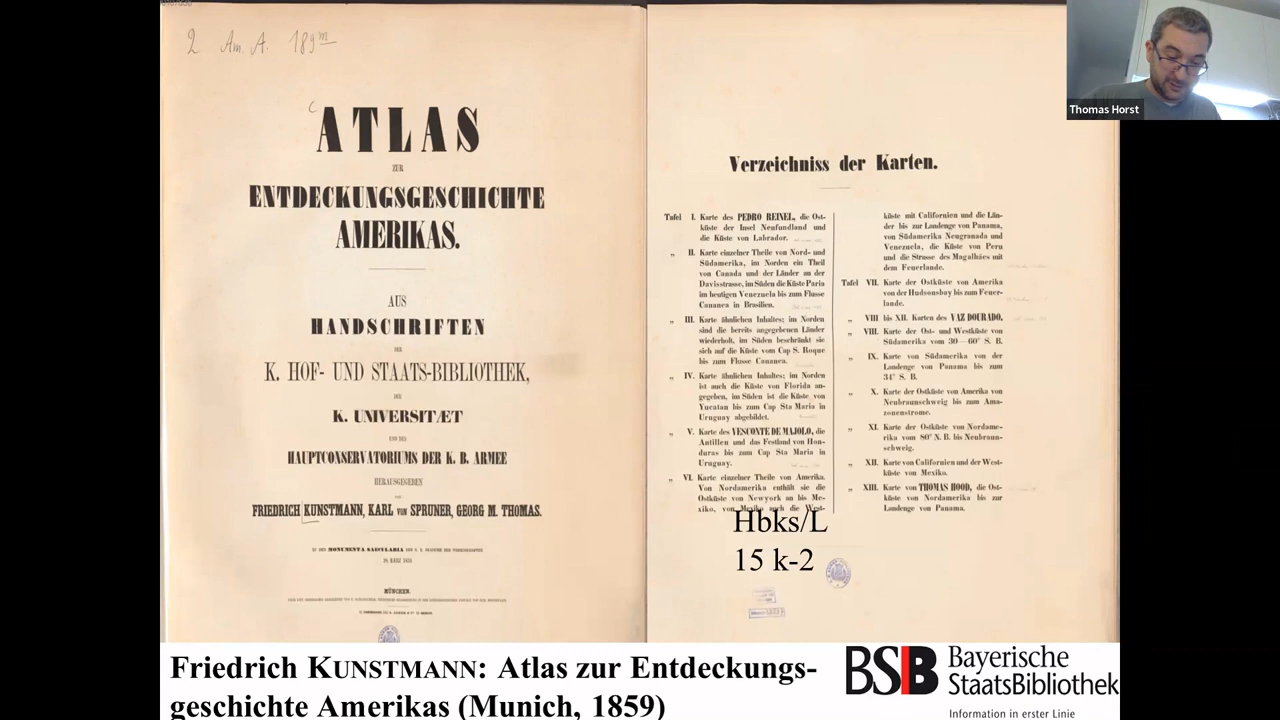 2 Am. A. 189m
ATLAS
ZUR
ENTDECKUNGSGESCHICHTE
AMERIKAS.
AUS
HANDSCHRIFTEN
DER
K. HOF- UND STAATS-BIBLIOTHEK,
DER
K. UNIVERSITÆT
UND DES
HAUPTCONSERVATORIUMS DER K. B. ARMEE
HERAUSGEGEBEN
VON
FRIEDRICH KUNSTMANN, KARL VON SPRUNER, GEORG M. THOMAS.
ZU DEN MONUMENTA SAECULARIA DER K. B. AKADEMIE DER WISSENSCHAFTEN
MÜNCHEN.
Verzeichniss der Karten.
Tafel I. Karte des PEDRO REINEL, die Ost-
küste der Insel Neufundland und
die Küste von Labrador.
„ II. Karte einzelner Theile von Nord- und
Südamerika, im Norden ein Theil
von Canada und der Länder an der
Davisstrasse, im Süden die Küste Paria
im heutigen Venezuela bis zum Flusse
Cananea in Brasilien.
„ III. Karte ähnlichen Inhaltes; im Norden
sind die bereits angegebenen Länder
wiederholt, im Süden beschränkt sie
sich auf die Küste vom Cap S. Roque
bis zum Flusse Cananea.
„ IV. Karte ähnlichen Inhaltes; im Norden
ist auch die Küste von Florida an-
gegeben, im Süden ist die Küste von
Yucatan bis zum Cap Sta Maria in
Uruguay abgebildet.
„ V. Karte des VESCONTE DE MAJOLO, die
Antillen und das Festland von Hon-
duras bis zum Cap Sta Maria in
Uruguay.
„ VI. Karte einzelner Theile von Amerika.
Von Nordamerika enthält sie die
Ostküste von Newyork an bis Me-
xiko, von Mexiko auch die West-
küste mit Californien und die Län-
der bis zur Landenge von Panama,
von Südamerika Neugranada und
Venezuela, die Küste von Peru
und die Strasse des Magalhães mit
dem Feuerlande.
Tafel VII. Karte der Ostküste von Amerika
von der Hudsonsbay bis zum Feuer-
lande.
„ VIII bis XII. Karten des VAZ DOURADO,
„ VIII. Karte der Ost- und Westküste von
Südamerika vom 30—60° S. B.
„ IX. Karte von Südamerika von der
Landenge von Panama bis zum
34° S. B.
„ X. Karte der Ostküste von Amerika von
Neubraunschweig bis zum Ama-
zonenstrome.
„ XI. Karte der Ostküste von Nordame-
rika vom 80° N. B. bis Neubraun-
schweig.
„ XII. Karte von Californien und der West-
küste von Mexiko.
„ XIII. Karte von THOMAS HOOD, die Ost-
küste von Nordamerika bis zur
Landenge von Panama.
Hbks/L
15 k-2
Thomas Horst
Friedrich KUNSTMANN: Atlas zur Entdeckungs-
geschichte Amerikas (Munich, 1859)
BSB Bayerische
StaatsBibliothek
Information in erster Linie